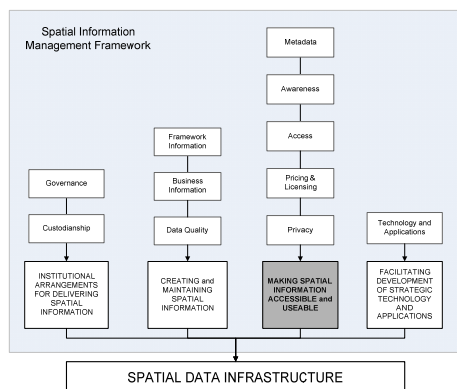 Spatial Information
Management Framework
Metadata
Awareness
Access
Pricing &
Licensing
Privacy
Framework
Information
Business
Information
Data Quality
Governance
Custodianship
Technology and
Applications
INSTITUTIONAL
ARRANGEMENTS
FOR DELIVERING
SPATIAL
INFORMATION
CREATING and
MAINTAINING
SPATIAL
INFORMATION
MAKING SPATIAL
INFORMATION
ACCESSIBLE and
USEABLE
FACILITATING
DEVELOPMENT
OF STRATEGIC
TECHNOLOGY
AND
APPLICATIONS
SPATIAL DATA INFRASTRUCTURE